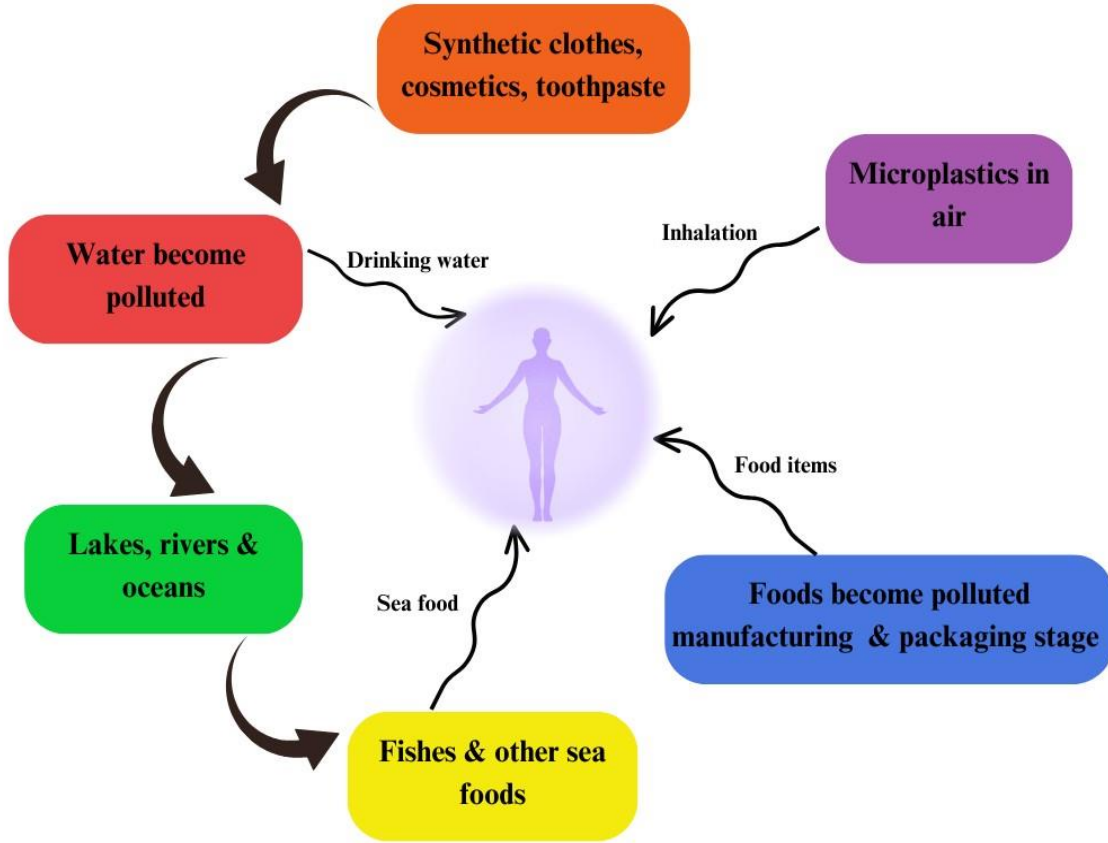 Synthetic clothes,
cosmetics, toothpaste
Microplastics in
air
Inhalation
Water become
polluted
Drinking water
Food items
Lakes, rivers &
oceans
Foods become polluted
manufacturing & packaging stage
Sea food
Fishes & other sea
foods